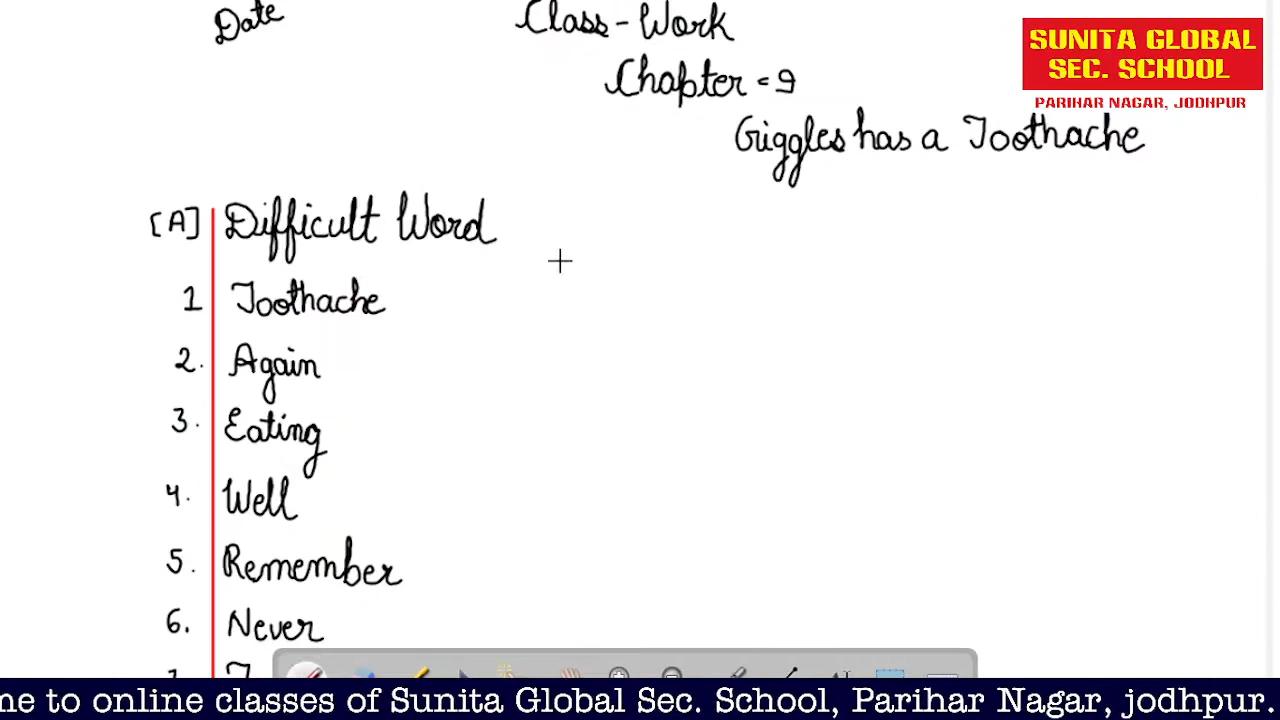 Date
Class-Work
Chapter = 9
Giggles has a Toothache
SUNITA GLOBAL
SEC. SCHOOL
PARIHAR NAGAR, JODHPUR
[A] Difficult Word
1 Toothache
2. Again
3. Eating
4. Well
5. Remember
6. Never
me to online classes of Sunita Global Sec. School, Parihar Nagar, jodhpur.